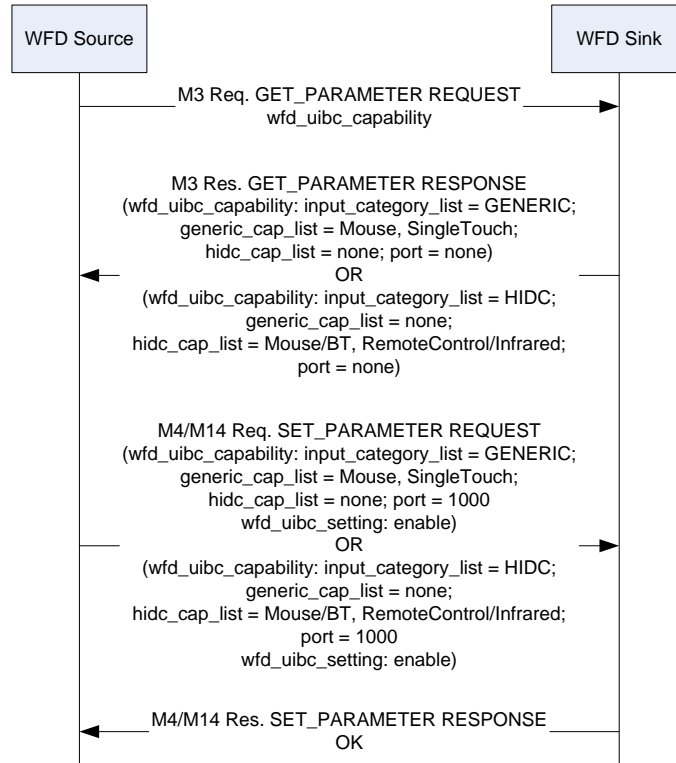 WFD Source
WFD Sink
M3 Req. GET_PARAMETER REQUEST
wfd_uibc_capability
M3 Res. GET_PARAMETER RESPONSE
(wfd_uibc_capability: input_category_list = GENERIC;
generic_cap_list = Mouse, SingleTouch;
hidc_cap_list = none; port = none)
OR
(wfd_uibc_capability: input_category_list = HIDC;
generic_cap_list = none;
hidc_cap_list = Mouse/BT, RemoteControl/Infrared;
port = none)
M4/M14 Req. SET_PARAMETER REQUEST
(wfd_uibc_capability: input_category_list = GENERIC;
generic_cap_list = Mouse, SingleTouch;
hidc_cap_list = none; port = 1000
wfd_uibc_setting: enable)
OR
(wfd_uibc_capability: input_category_list = HIDC;
generic_cap_list = none;
hidc_cap_list = Mouse/BT, RemoteControl/Infrared;
port = 1000
wfd_uibc_setting: enable)
M4/M14 Res. SET_PARAMETER RESPONSE
OK